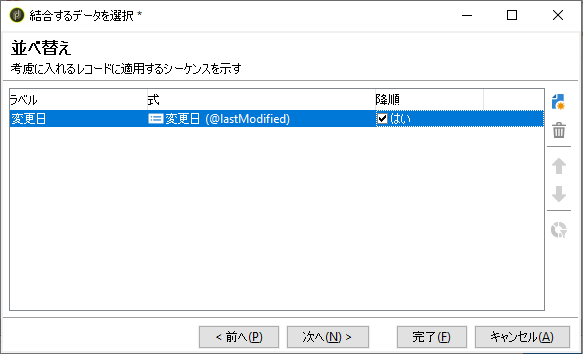 結合するデータを選択 *
並べ替え
考慮に入れるレコードに適用するシーケンスを示す
ラベル 式 降順
変更日 変更日 (@lastModified) はい
< 前へ(P) 次へ(N) > 完了(F) キャンセル(A)